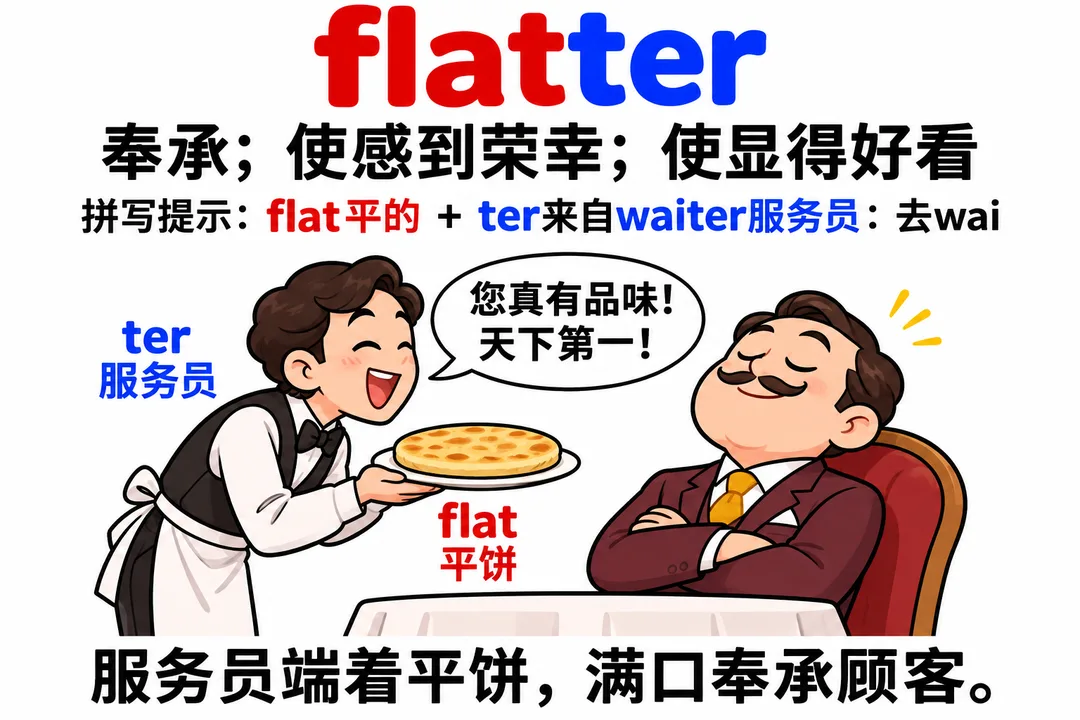 flatter
奉承；使感到荣幸；使显得好看
拼写提示：flat平的 + ter来自waiter服务员：去wai
您真有品味！
天下第一！
ter
服务员
flat
平饼
服务员端着平饼，满口奉承顾客。